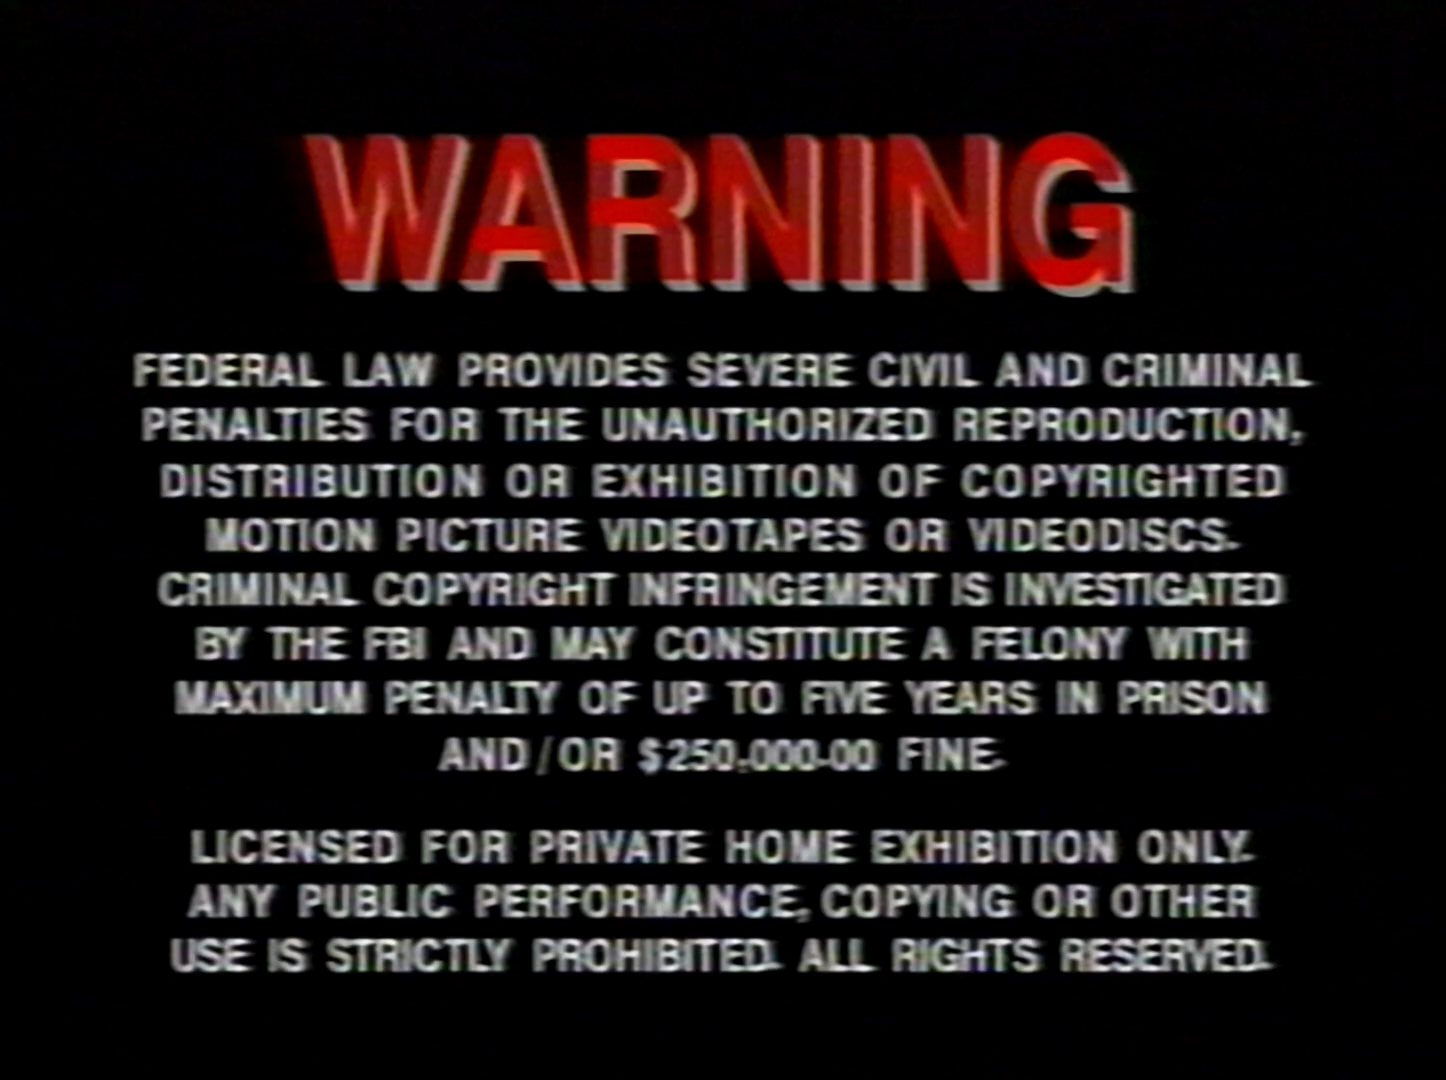 WARNING
FEDERAL LAW PROVIDES SEVERE CIVIL AND CRIMINAL
PENALTIES FOR THE UNAUTHORIZED REPRODUCTION,
DISTRIBUTION OR EXHIBITION OF COPYRIGHTED
MOTION PICTURE VIDEOTAPES OR VIDEODISCS.
CRIMINAL COPYRIGHT INFRINGEMENT IS INVESTIGATED
BY THE FBI AND MAY CONSTITUTE A FELONY WITH
MAXIMUM PENALTY OF UP TO FIVE YEARS IN PRISON
AND/OR $250,000.00 FINE.
LICENSED FOR PRIVATE HOME EXHIBITION ONLY.
ANY PUBLIC PERFORMANCE, COPYING OR OTHER
USE IS STRICTLY PROHIBITED. ALL RIGHTS RESERVED.